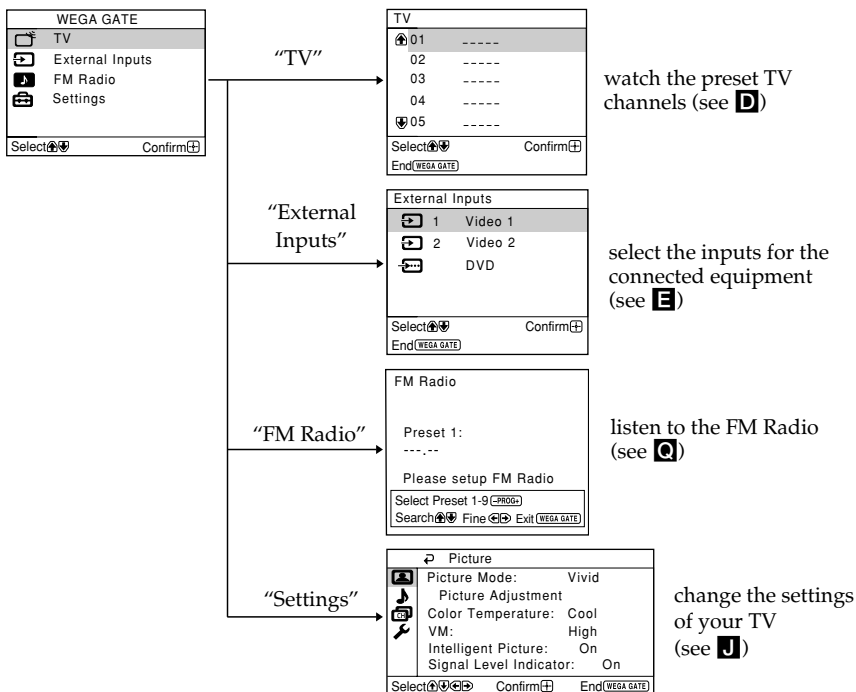 WEGA GATE
TV
External Inputs
FM Radio
Settings
Select Confirm
"TV"
TV
01 -----
02 -----
03 -----
04 -----
05 -----
Select Confirm
End WEGA GATE
watch the preset TV
channels (see D)
"External
Inputs"
External Inputs
1 Video 1
2 Video 2
DVD
Select Confirm
End WEGA GATE
select the inputs for the
connected equipment
(see E)
"FM Radio"
FM Radio
Preset 1:
---.--
Please setup FM Radio
Select Preset 1-9 -PROG+
Search Fine Exit WEGA GATE
listen to the FM Radio
(see Q)
"Settings"
Picture
Picture Mode: Vivid
Picture Adjustment
CH
Color Temperature: Cool
VM: High
Intelligent Picture: On
Signal Level Indicator: On
Select Confirm End WEGA GATE
change the settings
of your TV
(see J)